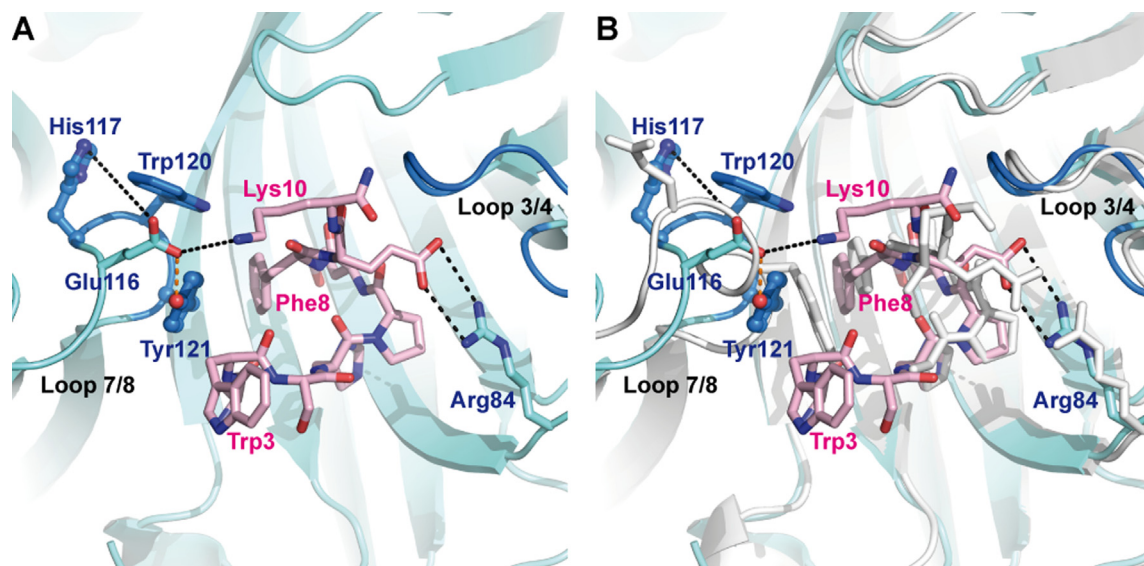 A
His117
Trp120
Lys10
Loop 3/4
Glu116
Phe8
Tyr121
Loop 7/8
Arg84
Trp3
B
His117
Trp120
Lys10
Loop 3/4
Glu116
Phe8
Tyr121
Loop 7/8
Arg84
Trp3